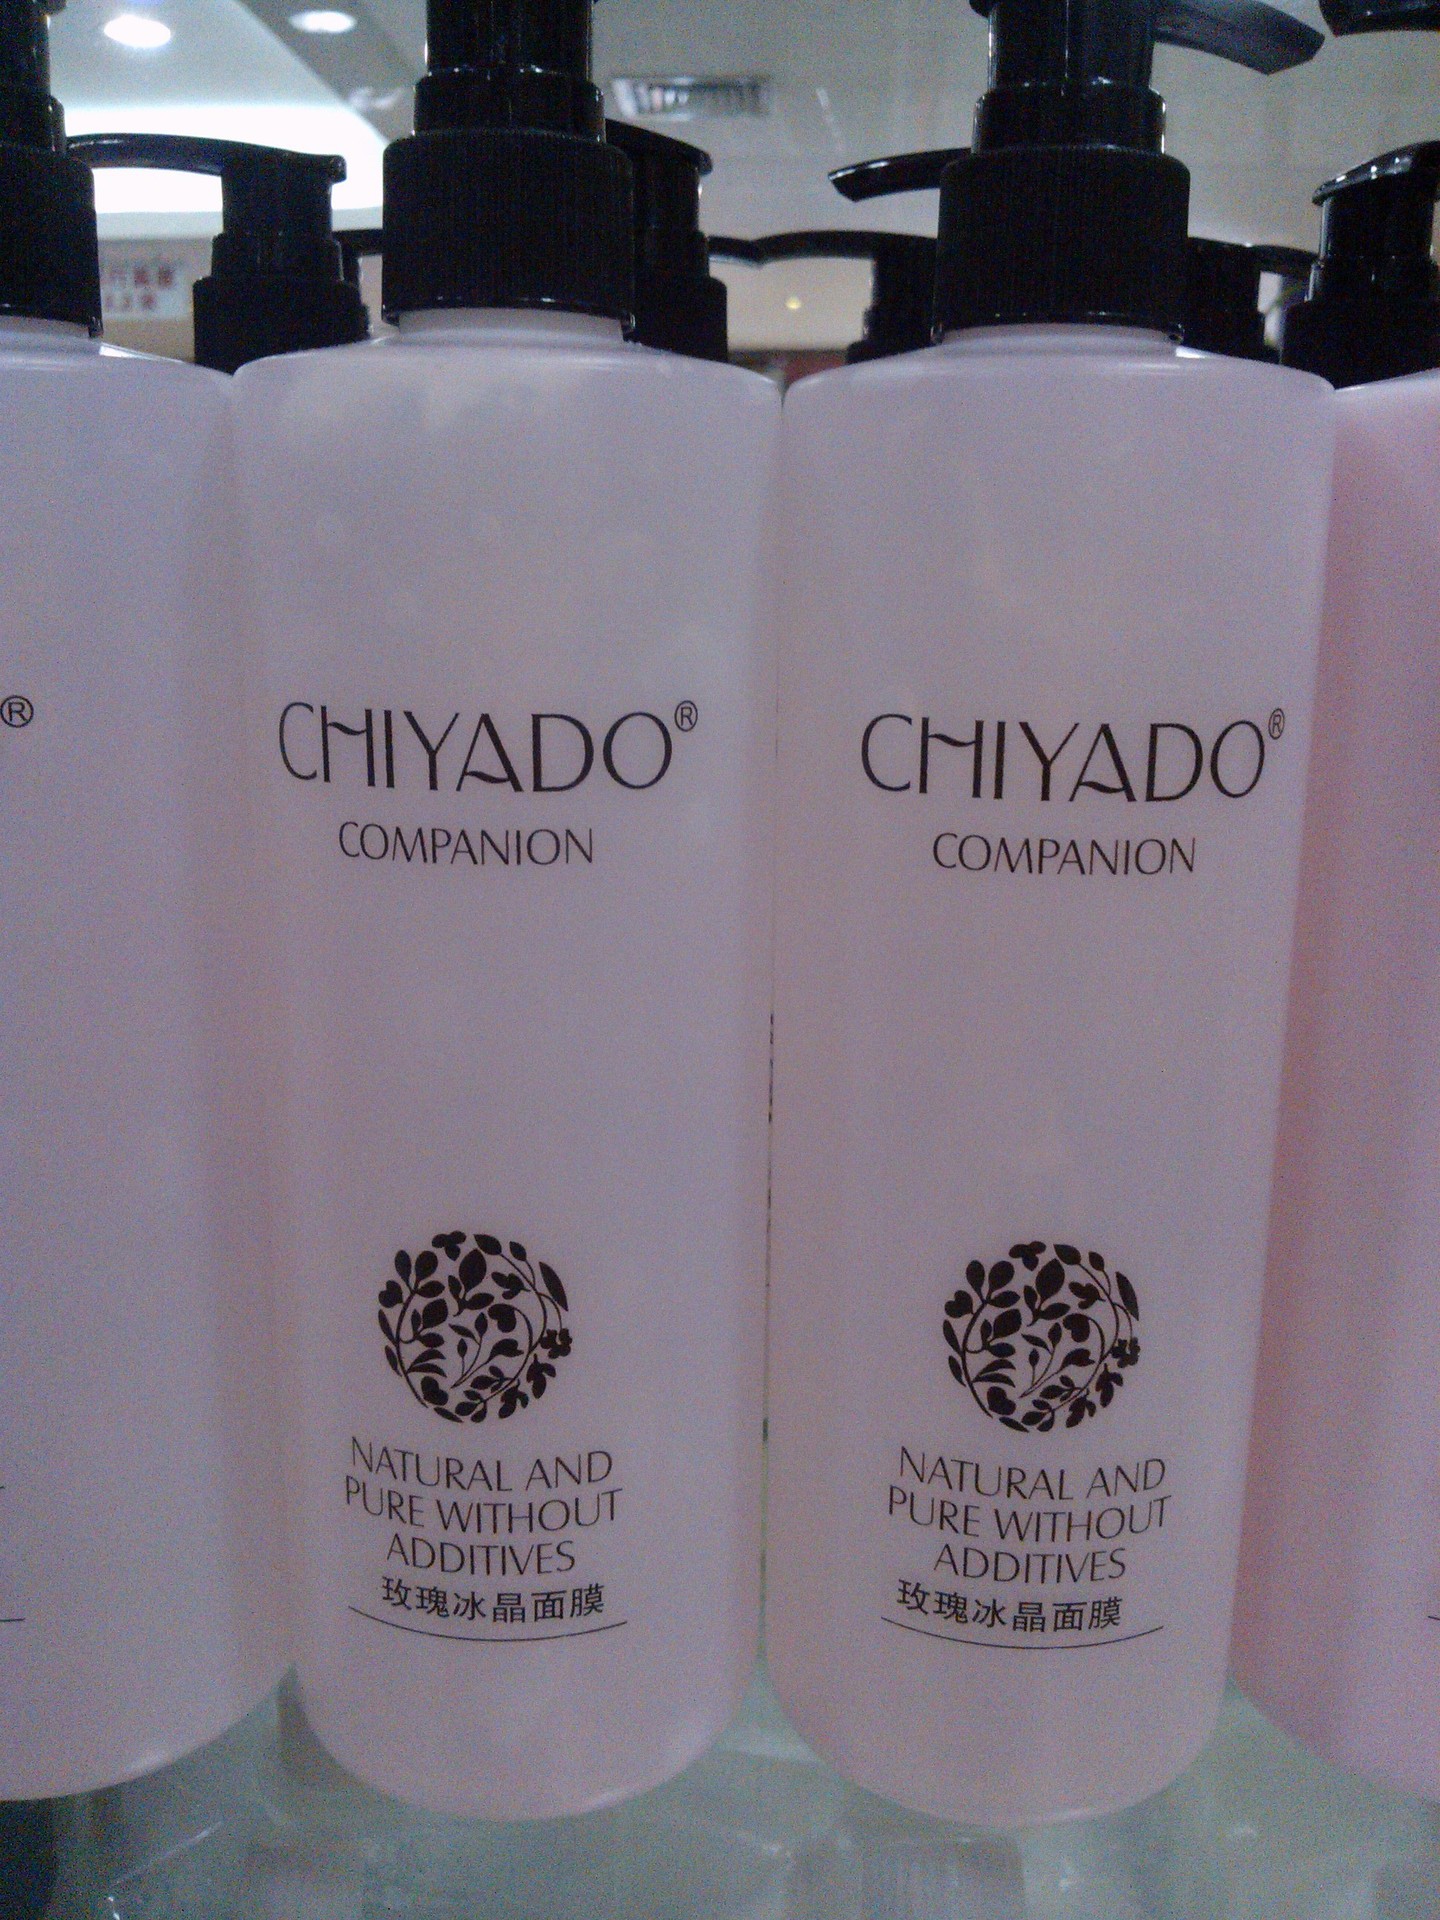 ®
CHIYADO®
COMPANION
NATURAL AND
PURE WITHOUT
ADDITIVES
玫瑰冰晶面膜
CHIYADO®
COMPANION
NATURAL AND
PURE WITHOUT
ADDITIVES
玫瑰冰晶面膜